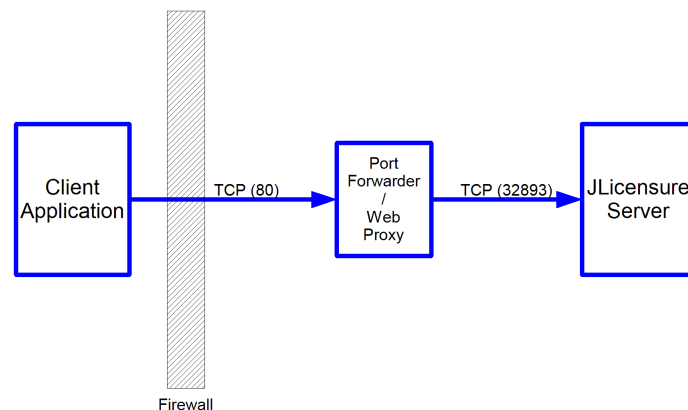 Client
Application
TCP (80)
Port
Forwarder
/
Web
Proxy
TCP (32893)
JLicensure
Server
Firewall